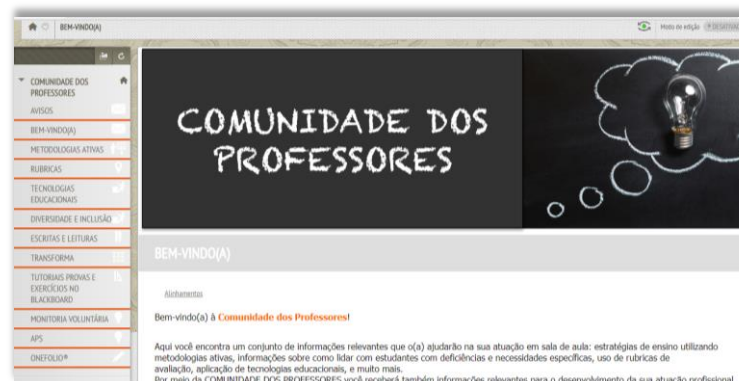 BEM-VINDO(A)
Modo de edição
COMUNIDADE DOS
PROFESSORES
AVISOS
BEM-VINDO(A)
METODOLOGIAS ATIVAS
RUBRICAS
TECNOLOGIAS
EDUCACIONAIS
DIVERSIDADE E INCLUSÃO
ESCRITAS E LEITURAS
TRANSFORMA
TUTORIAIS PROVAS E
EXERCÍCIOS NO
BLACKBOARD
MONITORIA VOLUNTÁRIA
APS
ONEFOLIO®
COMUNIDADE DOS
PROFESSORES
BEM-VINDO(A)
Alinhamentos
Bem-vindo(a) à Comunidade dos Professores!
Aqui você encontra um conjunto de informações relevantes que o(a) ajudarão na sua atuação em sala de aula: estratégias de ensino utilizando
metodologias ativas, informações sobre como lidar com estudantes com deficiências e necessidades específicas, uso de rubricas de
avaliação, aplicação de tecnologias educacionais, e muito mais.
Por meio da COMUNIDADE DOS PROFESSORES você receberá também informações relevantes para o desenvolvimento da sua atuação profissional